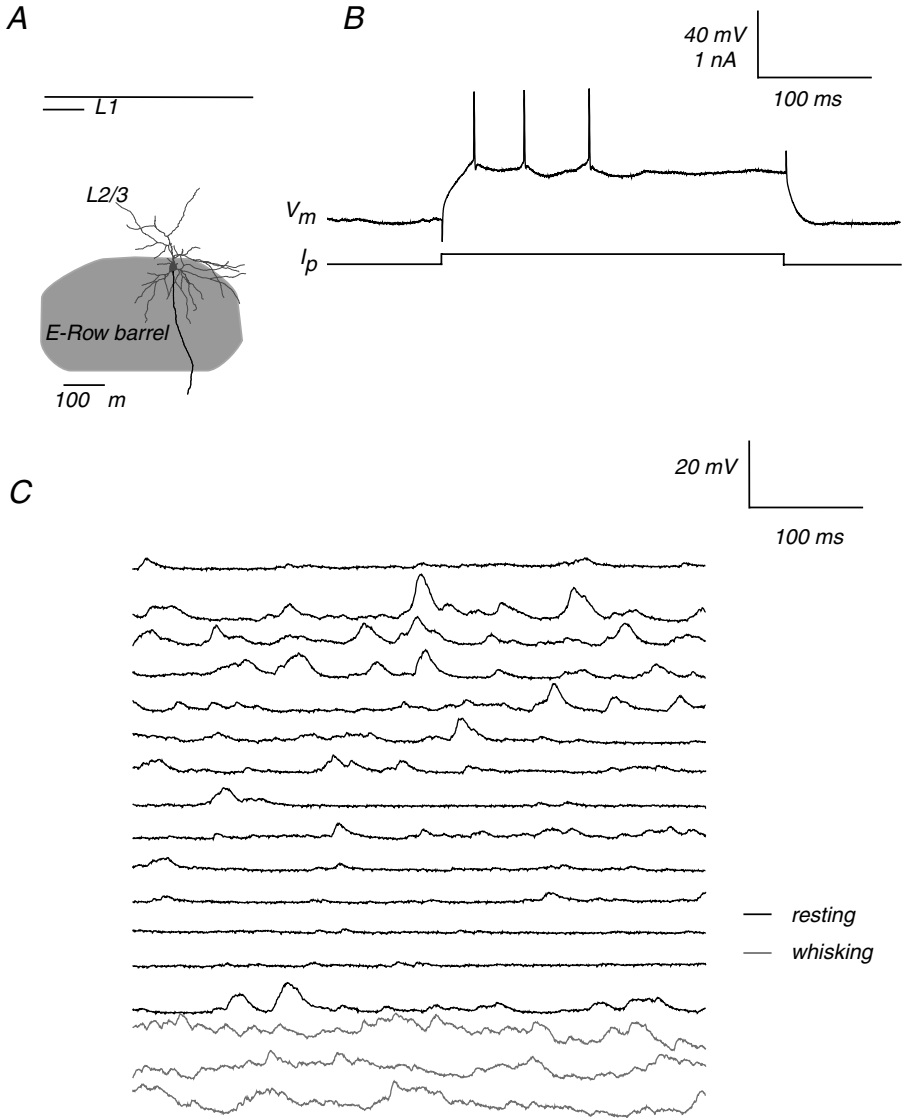 A
L1
L2/3
E-Row barrel
100 m
B
40 mV
1 nA
100 ms
Vm
Ip
C
20 mV
100 ms
resting
whisking